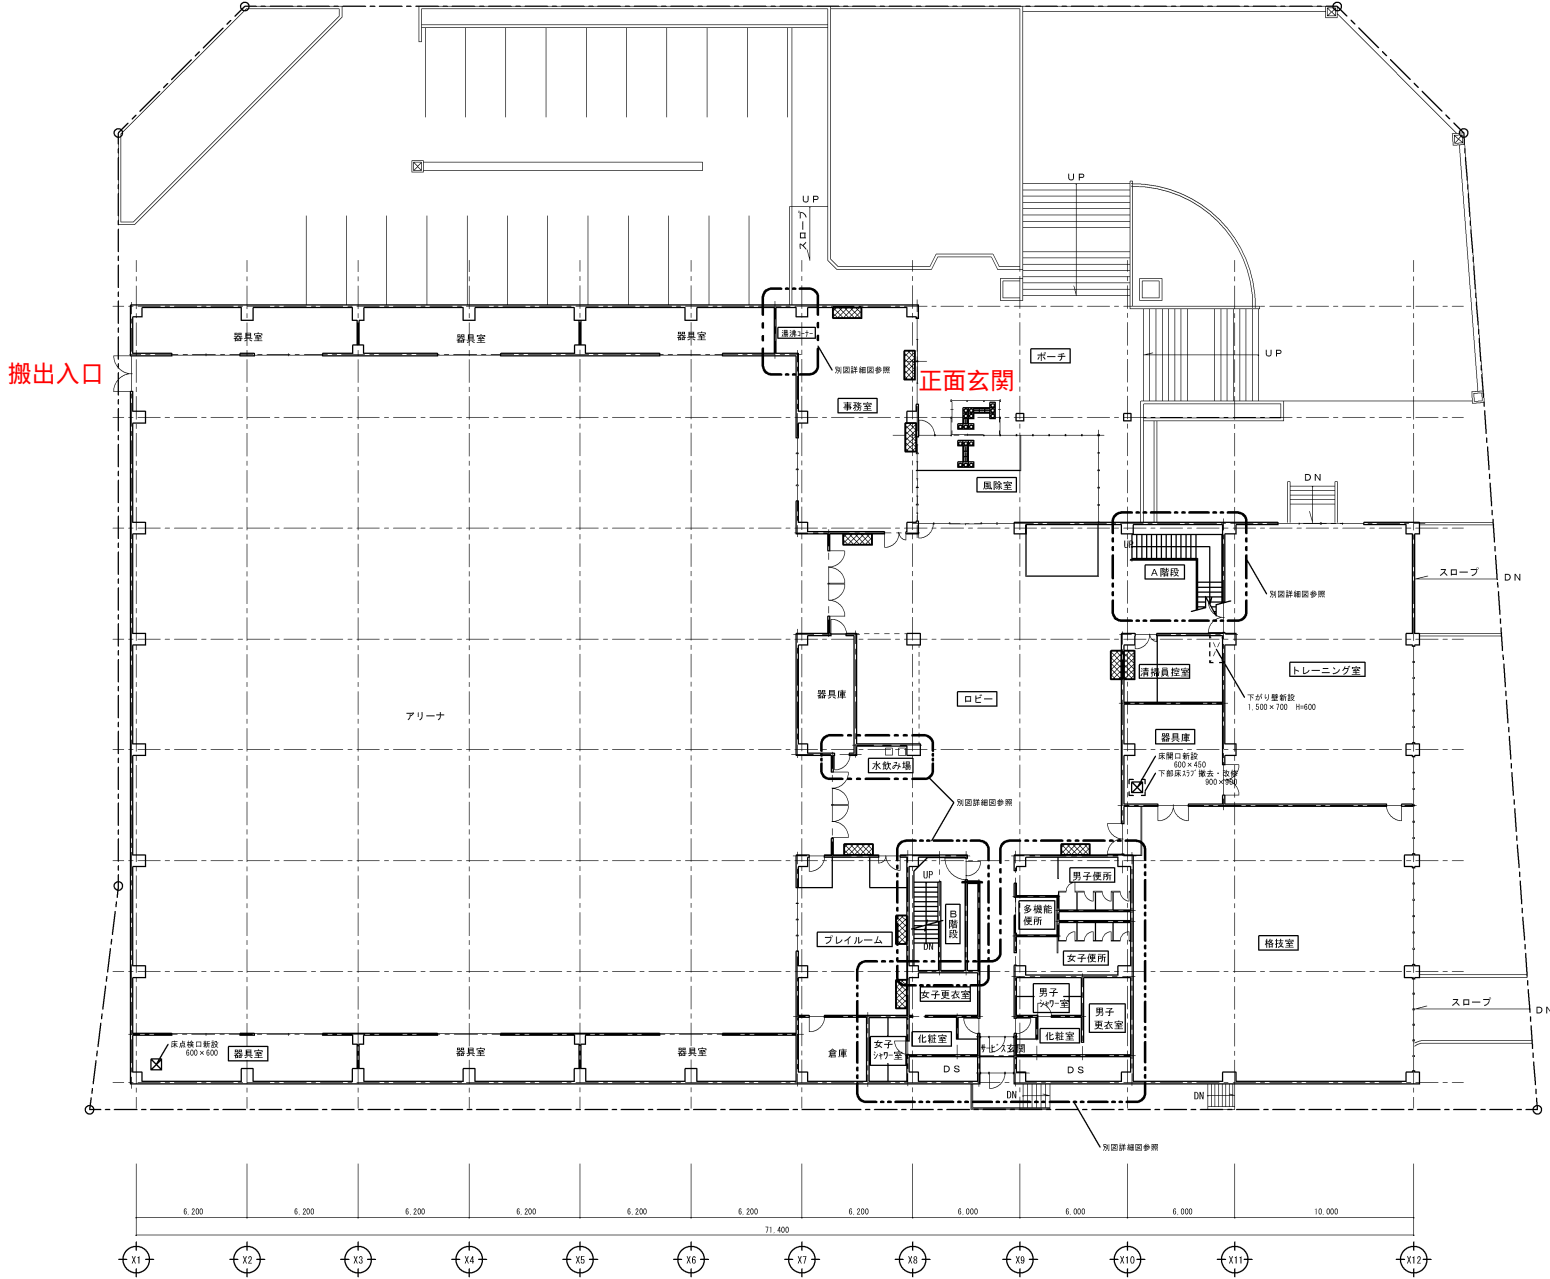 UP
UP
スロープ
器具室
器具室
器具室
湯沸コーナー
ポーチ
UP
搬出入口
別図詳細図参照
正面玄関
事務室
風除室
DN
UP
A階段
スロープ
DN
別図詳細図参照
清掃員控室
トレーニング室
器具庫
ロビー
下がり壁新設
1,500×700 H=600
アリーナ
器具庫
床開口新設
600×450
下部床スラブ撤去・改修
900×900
水飲み場
別図詳細図参照
UP
男子便所
B階段
多機能
便所
プレイルーム
DN
格技室
女子便所
女子更衣室
男子
シャワー室
スロープ
DN
男子
更衣室
床点検口新設
600×600
器具室
器具室
器具室
倉庫
女子
シャワー室
化粧室
サービス玄関
化粧室
DS
DS
DN
DN
別図詳細図参照
6.200
6.200
6.200
6.200
6.200
6.200
6.200
6.000
6.000
6.000
10.000
71.400
X1
X2
X3
X4
X5
X6
X7
X8
X9
X10
X11
X12